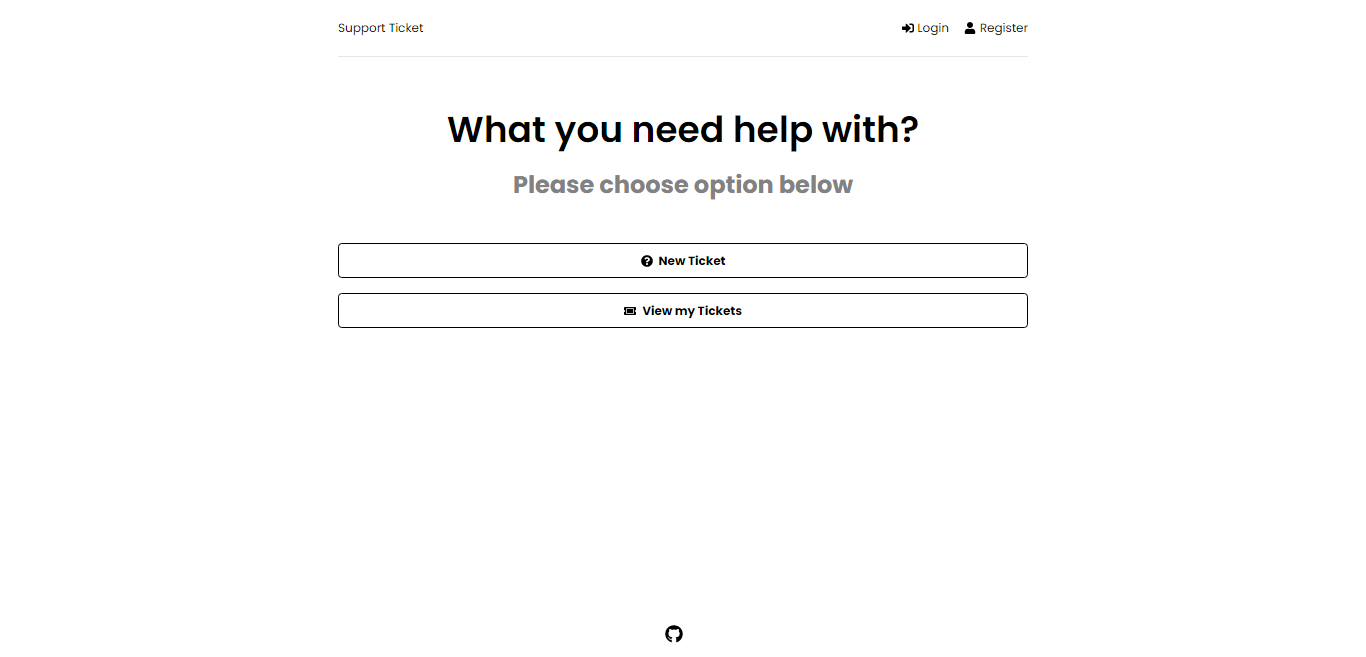 Support Ticket
Login
Register
What you need help with?
Please choose option below
New Ticket
View my Tickets